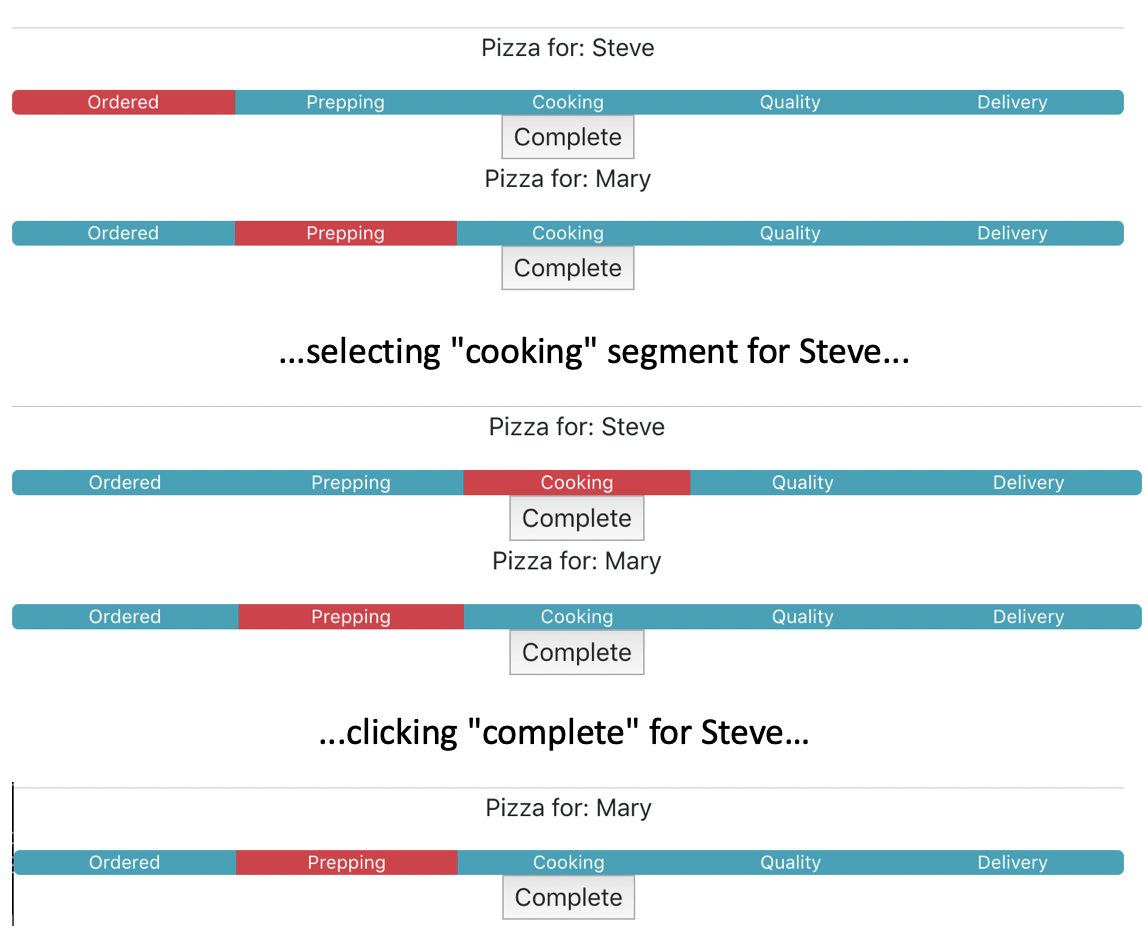 Pizza for: Steve
Ordered Prepping Cooking Quality Delivery
Complete
Pizza for: Mary
Ordered Prepping Cooking Quality Delivery
Complete
...selecting "cooking" segment for Steve...
Pizza for: Steve
Ordered Prepping Cooking Quality Delivery
Complete
Pizza for: Mary
Ordered Prepping Cooking Quality Delivery
Complete
...clicking "complete" for Steve...
Pizza for: Mary
Ordered Prepping Cooking Quality Delivery
Complete